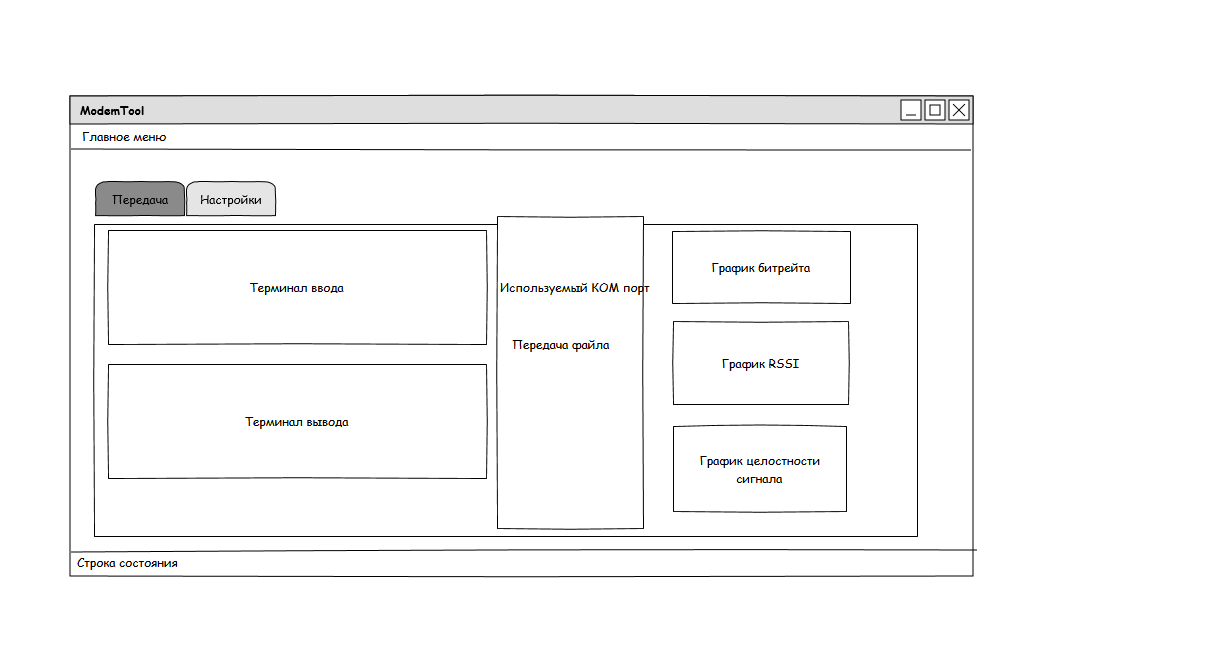 ModemTool
Главное меню
Передача
Настройки
Терминал ввода
Терминал вывода
Используемый КОМ порт
Передача файла
График битрейта
График RSSI
График целостности
сигнала
Строка состояния